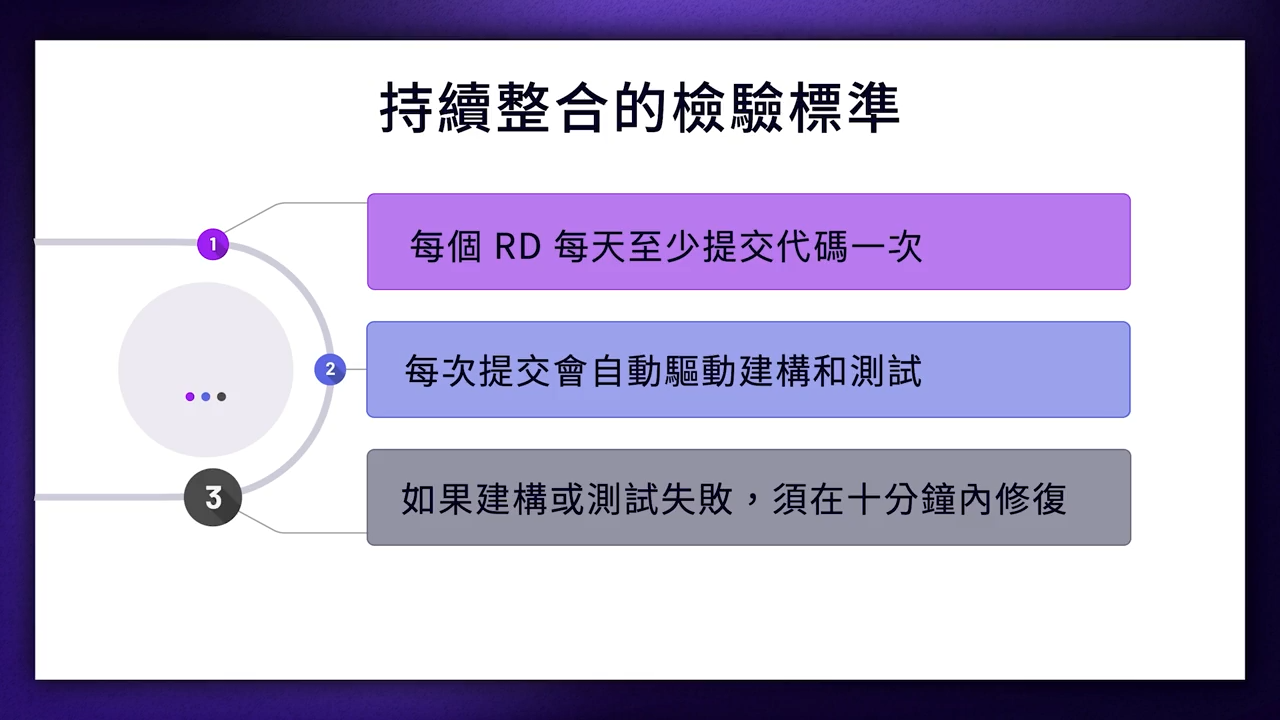 持續整合的檢驗標準
1
每個 RD 每天至少提交代碼一次
2
每次提交會自動驅動建構和測試
3
如果建構或測試失敗，須在十分鐘內修復